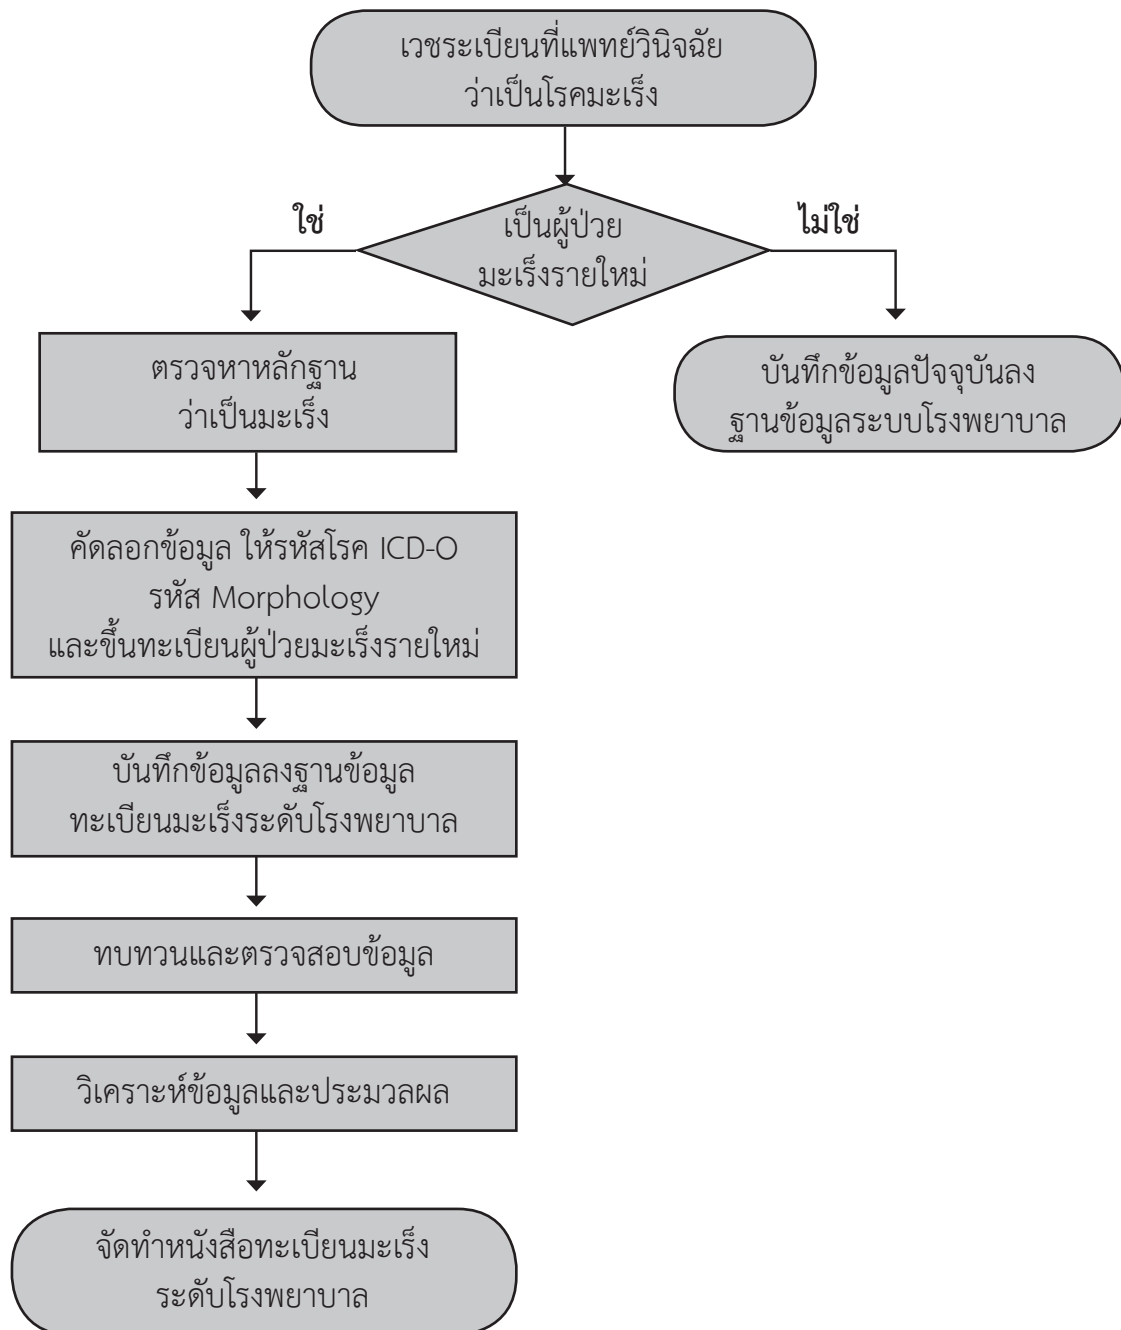 เวชระเบียนที่แพทย์วินิจฉัย
ว่าเป็นโรคมะเร็ง
ใช่
เป็นผู้ป่วย
มะเร็งรายใหม่
ไม่ใช่
ตรวจหาหลักฐาน
ว่าเป็นมะเร็ง
บันทึกข้อมูลปัจจุบันลง
ฐานข้อมูลระบบโรงพยาบาล
คัดลอกข้อมูล ให้รหัสโรค ICD-O
รหัส Morphology
และขึ้นทะเบียนผู้ป่วยมะเร็งรายใหม่
บันทึกข้อมูลลงฐานข้อมูล
ทะเบียนมะเร็งระดับโรงพยาบาล
ทบทวนและตรวจสอบข้อมูล
วิเคราะห์ข้อมูลและประมวลผล
จัดทำหนังสือทะเบียนมะเร็ง
ระดับโรงพยาบาล